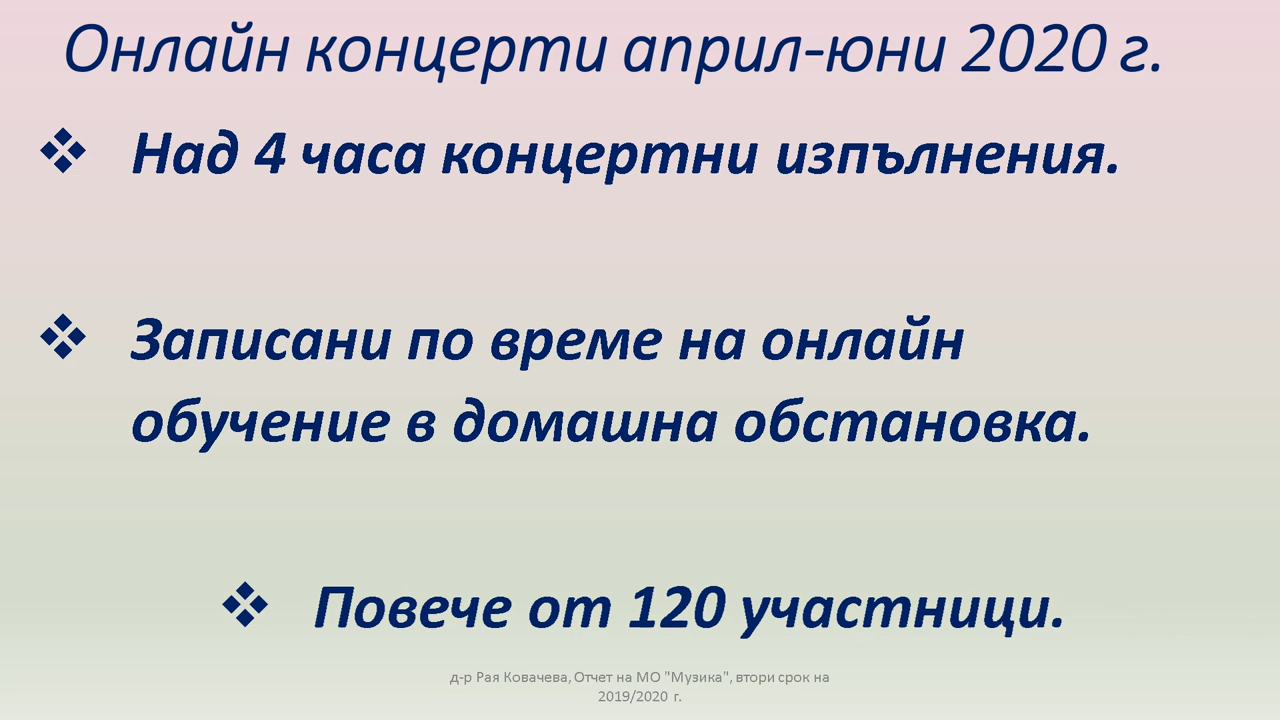 Онлайн концерти април-юни 2020 г.
❖ Над 4 часа концертни изпълнения.
❖ Записани по време на онлайн
обучение в домашна обстановка.
❖ Повече от 120 участници.
д-р Рая Ковачева, Отчет на МО "Музика", втори срок на
2019/2020 г.